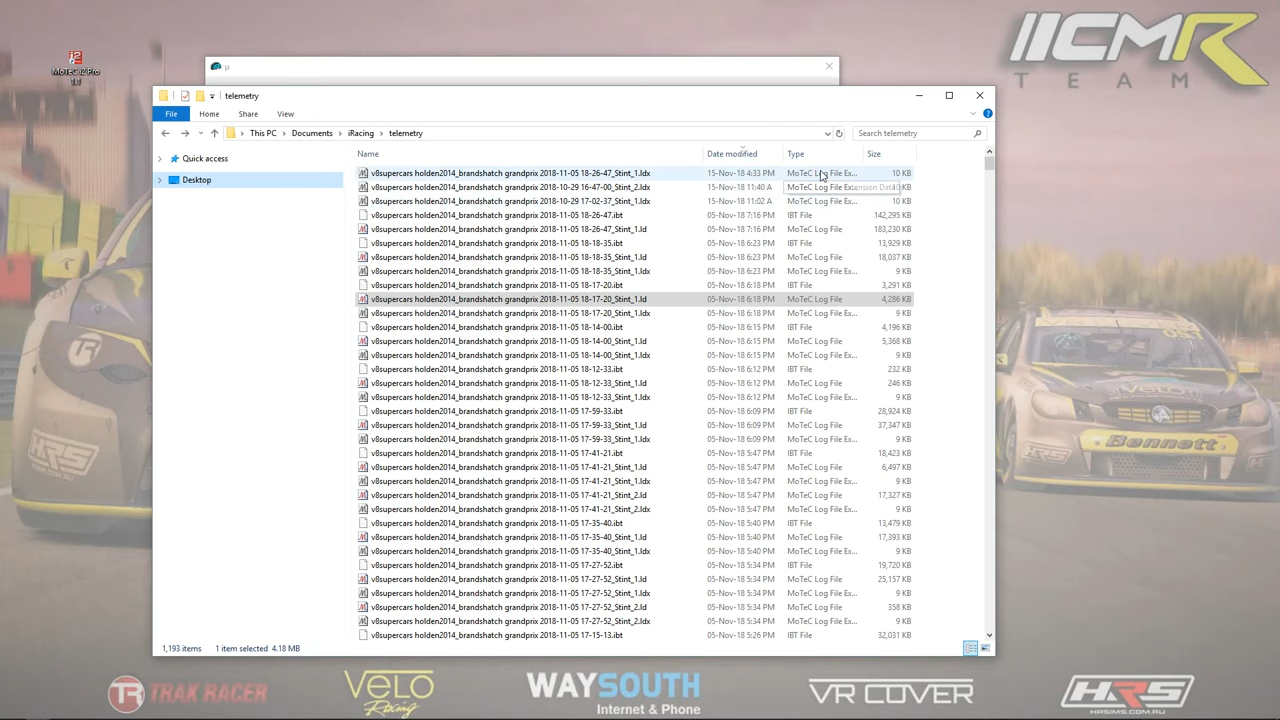 IICMR
TEAM
i2
MoTeC i2 Pro
1.1
µ
telemetry
File
Home
Share
View
This PC
Documents
iRacing
telemetry
Search telemetry
Quick access
Desktop
Name
Date modified
Type
Size
v8supercars holden2014_brandshatch grandprix 2018-11-05 18-26-47_Stint_1.ldx 15-Nov-18 4:33 PM MoTeC Log File Ex... 10 KB
v8supercars holden2014_brandshatch grandprix 2018-10-29 16-47-00_Stint_2.ldx 15-Nov-18 11:40 A MoTeC Log File Extension Data
v8supercars holden2014_brandshatch grandprix 2018-10-29 17-02-37_Stint_1.ldx 15-Nov-18 11:02 A MoTeC Log File Ex... 10 KB
v8supercars holden2014_brandshatch grandprix 2018-11-05 18-26-47.ibt 05-Nov-18 7:16 PM IBT File 142,295 KB
v8supercars holden2014_brandshatch grandprix 2018-11-05 18-26-47_Stint_1.ld 05-Nov-18 7:16 PM MoTeC Log File 183,230 KB
v8supercars holden2014_brandshatch grandprix 2018-11-05 18-18-35.ibt 05-Nov-18 6:23 PM IBT File 13,929 KB
v8supercars holden2014_brandshatch grandprix 2018-11-05 18-18-35_Stint_1.ld 05-Nov-18 6:23 PM MoTeC Log File 18,037 KB
v8supercars holden2014_brandshatch grandprix 2018-11-05 18-18-35_Stint_1.ldx 05-Nov-18 6:23 PM MoTeC Log File Ex... 9 KB
v8supercars holden2014_brandshatch grandprix 2018-11-05 18-17-20.ibt 05-Nov-18 6:18 PM IBT File 3,291 KB
v8supercars holden2014_brandshatch grandprix 2018-11-05 18-17-20_Stint_1.ld 05-Nov-18 6:18 PM MoTeC Log File 4,286 KB
v8supercars holden2014_brandshatch grandprix 2018-11-05 18-17-20_Stint_1.ldx 05-Nov-18 6:18 PM MoTeC Log File Ex... 9 KB
v8supercars holden2014_brandshatch grandprix 2018-11-05 18-14-00.ibt 05-Nov-18 6:15 PM IBT File 4,196 KB
v8supercars holden2014_brandshatch grandprix 2018-11-05 18-14-00_Stint_1.ld 05-Nov-18 6:15 PM MoTeC Log File 5,368 KB
v8supercars holden2014_brandshatch grandprix 2018-11-05 18-14-00_Stint_1.ldx 05-Nov-18 6:15 PM MoTeC Log File Ex... 9 KB
v8supercars holden2014_brandshatch grandprix 2018-11-05 18-12-33.ibt 05-Nov-18 6:12 PM IBT File 232 KB
v8supercars holden2014_brandshatch grandprix 2018-11-05 18-12-33_Stint_1.ld 05-Nov-18 6:12 PM MoTeC Log File 246 KB
v8supercars holden2014_brandshatch grandprix 2018-11-05 18-12-33_Stint_1.ldx 05-Nov-18 6:12 PM MoTeC Log File Ex... 9 KB
v8supercars holden2014_brandshatch grandprix 2018-11-05 17-59-33.ibt 05-Nov-18 6:09 PM IBT File 28,924 KB
v8supercars holden2014_brandshatch grandprix 2018-11-05 17-59-33_Stint_1.ld 05-Nov-18 6:09 PM MoTeC Log File 37,347 KB
v8supercars holden2014_brandshatch grandprix 2018-11-05 17-59-33_Stint_1.ldx 05-Nov-18 6:09 PM MoTeC Log File Ex... 9 KB
v8supercars holden2014_brandshatch grandprix 2018-11-05 17-41-21.ibt 05-Nov-18 5:47 PM IBT File 18,423 KB
v8supercars holden2014_brandshatch grandprix 2018-11-05 17-41-21_Stint_1.ld 05-Nov-18 5:47 PM MoTeC Log File 6,497 KB
v8supercars holden2014_brandshatch grandprix 2018-11-05 17-41-21_Stint_1.ldx 05-Nov-18 5:47 PM MoTeC Log File Ex... 9 KB
v8supercars holden2014_brandshatch grandprix 2018-11-05 17-41-21_Stint_2.ld 05-Nov-18 5:47 PM MoTeC Log File 17,327 KB
v8supercars holden2014_brandshatch grandprix 2018-11-05 17-41-21_Stint_2.ldx 05-Nov-18 5:47 PM MoTeC Log File Ex... 9 KB
v8supercars holden2014_brandshatch grandprix 2018-11-05 17-35-40.ibt 05-Nov-18 5:40 PM IBT File 13,479 KB
v8supercars holden2014_brandshatch grandprix 2018-11-05 17-35-40_Stint_1.ld 05-Nov-18 5:40 PM MoTeC Log File 17,393 KB
v8supercars holden2014_brandshatch grandprix 2018-11-05 17-35-40_Stint_1.ldx 05-Nov-18 5:40 PM MoTeC Log File Ex... 9 KB
v8supercars holden2014_brandshatch grandprix 2018-11-05 17-27-52.ibt 05-Nov-18 5:34 PM IBT File 19,720 KB
v8supercars holden2014_brandshatch grandprix 2018-11-05 17-27-52_Stint_1.ld 05-Nov-18 5:34 PM MoTeC Log File 25,157 KB
v8supercars holden2014_brandshatch grandprix 2018-11-05 17-27-52_Stint_1.ldx 05-Nov-18 5:34 PM MoTeC Log File Ex... 9 KB
v8supercars holden2014_brandshatch grandprix 2018-11-05 17-27-52_Stint_2.ld 05-Nov-18 5:34 PM MoTeC Log File 358 KB
v8supercars holden2014_brandshatch grandprix 2018-11-05 17-27-52_Stint_2.ldx 05-Nov-18 5:34 PM MoTeC Log File Ex... 9 KB
v8supercars holden2014_brandshatch grandprix 2018-11-05 17-15-13.ibt 05-Nov-18 5:26 PM IBT File 32,031 KB
1,193 items
1 item selected 4.18 MB
HRS
Bennett
HRS
TR TRAK RACER
VELO
Racing
WAYSOUTH
Internet & Phone
VR COVER
HRS
HRSIMS.COM.AU